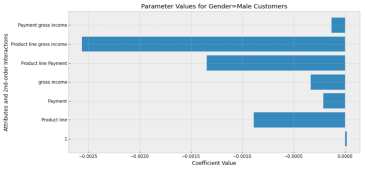 Parameter Values for Gender=Male Customers
Attributes and 2nd-order interactions
Payment gross income
Product line gross income
Product line Payment
gross income
Payment
Product line
1
−0.0025 −0.0020 −0.0015 −0.0010 −0.0005 0.0000
Coefficient Value